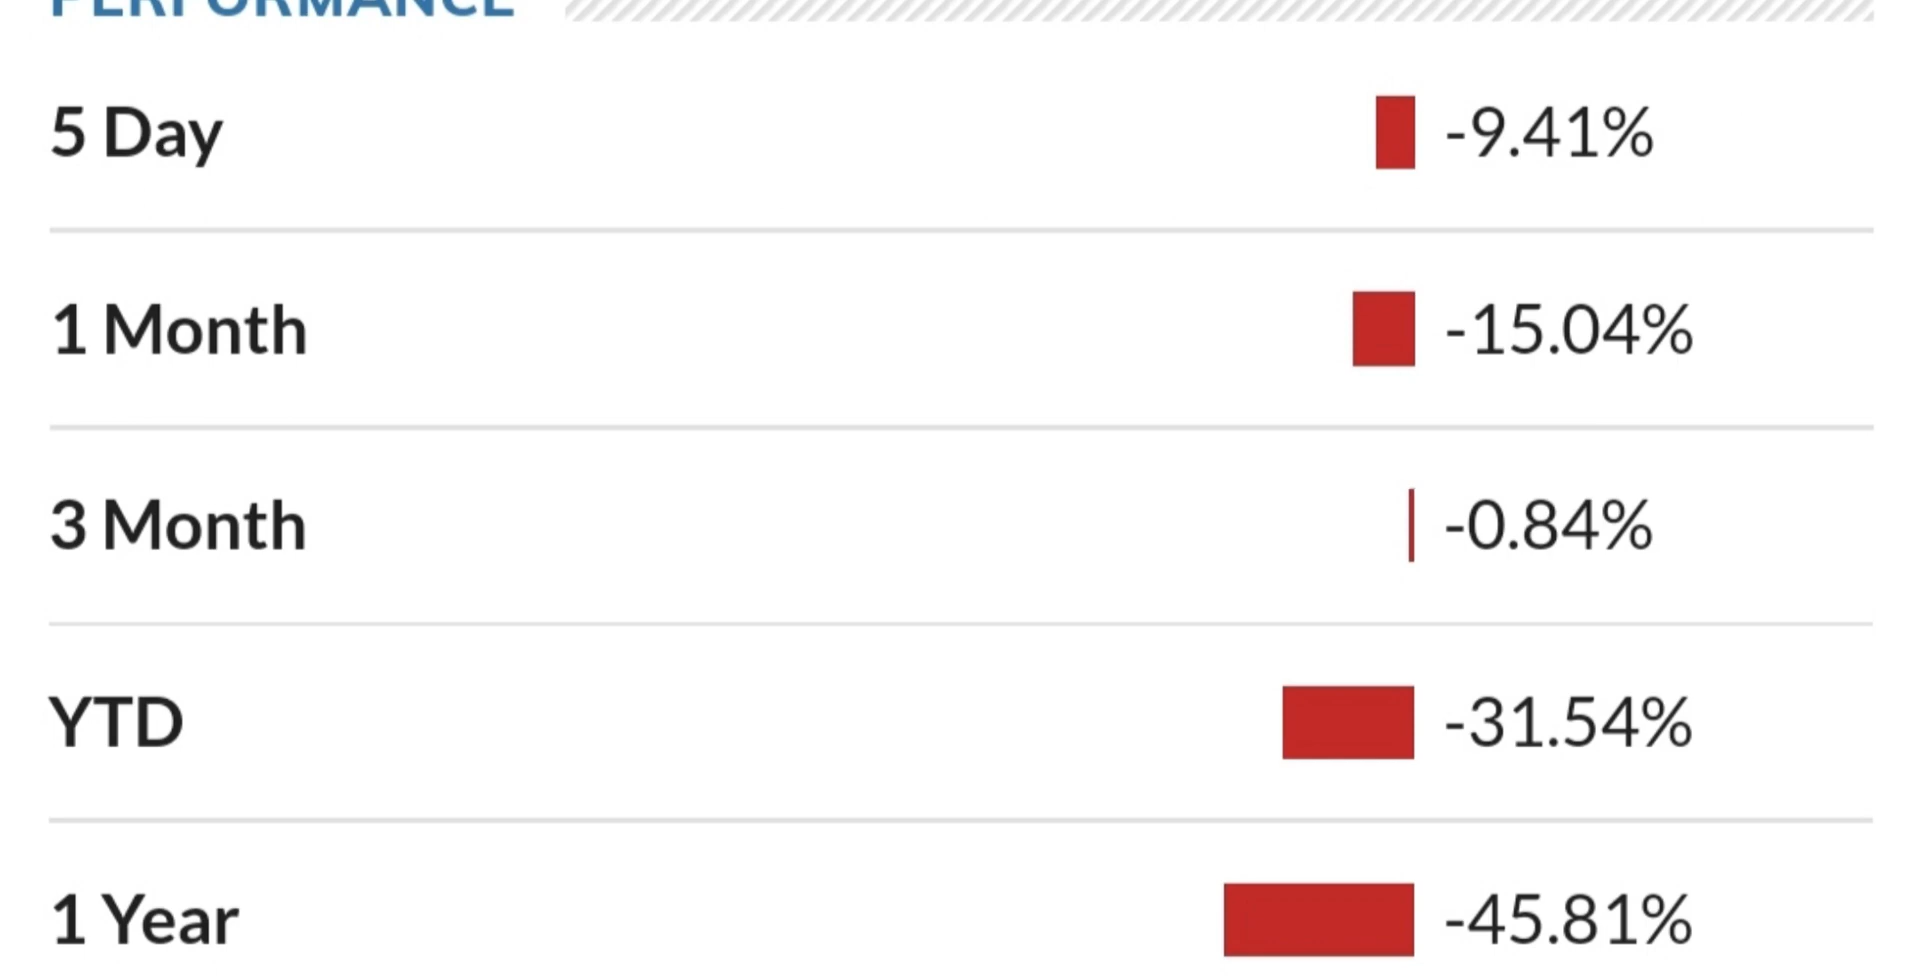 PERFORMANCE
5 Day -9.41%
1 Month -15.04%
3 Month -0.84%
YTD -31.54%
1 Year -45.81%